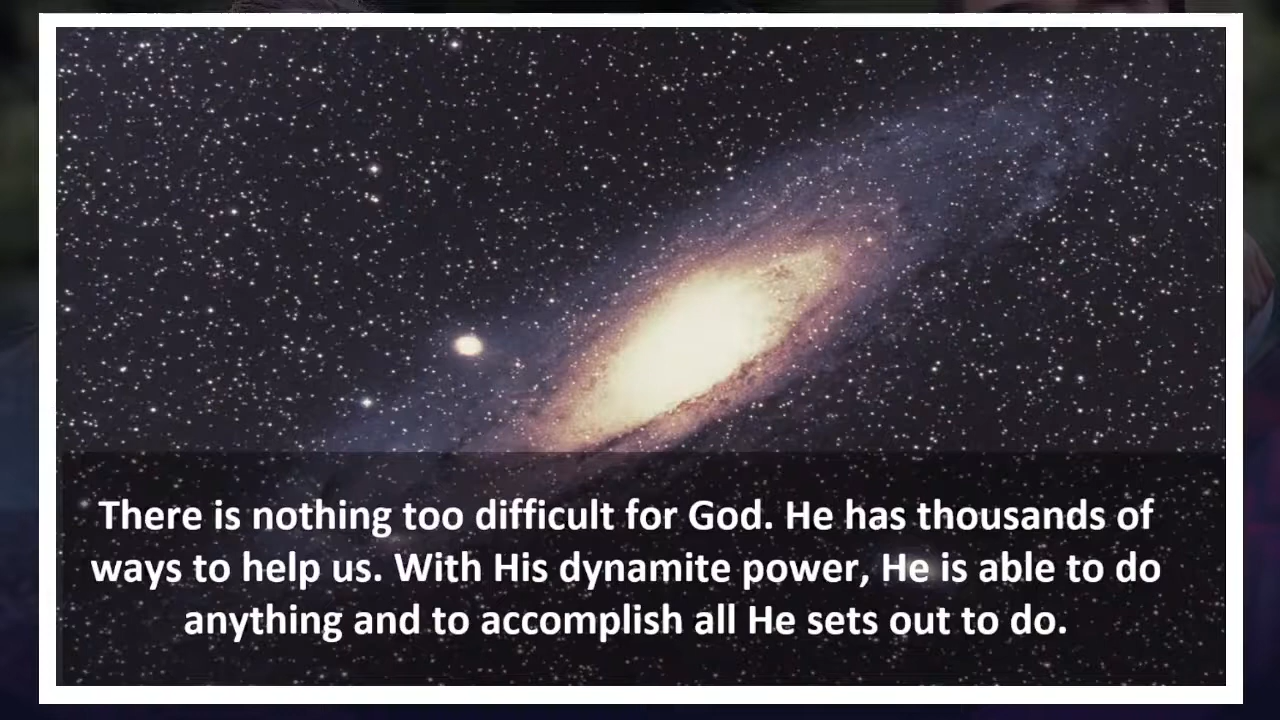 There is nothing too difficult for God. He has thousands of
ways to help us. With His dynamite power, He is able to do
anything and to accomplish all He sets out to do.